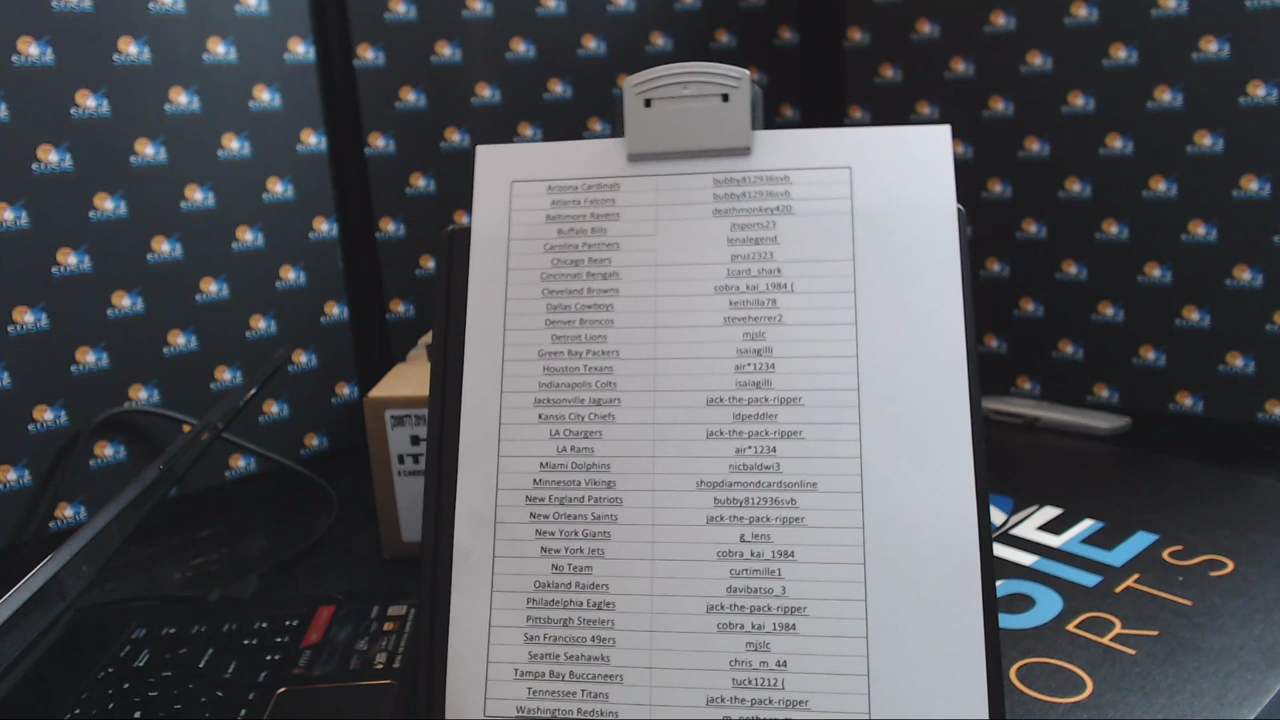 Arizona Cardinals bubby812936svb
Atlanta Falcons bubby812936svb
Baltimore Ravens deathmonkey420
Buffalo Bills jtsports23
Carolina Panthers lenalegend
Chicago Bears pruz2323
Cincinnati Bengals 1card_shark
Cleveland Browns cobra_kai_1984 (
Dallas Cowboys keithilla78
Denver Broncos steveherrer2
Detroit Lions mjslc
Green Bay Packers isaiagilli
Houston Texans air*1234
Indianapolis Colts isaiagilli
Jacksonville Jaguars jack-the-pack-ripper
Kansis City Chiefs ldpeddler
LA Chargers jack-the-pack-ripper
LA Rams air*1234
Miami Dolphins nicbaldwi3
Minnesota Vikings shopdiamondcardsonline
New England Patriots bubby812936svb
New Orleans Saints jack-the-pack-ripper
New York Giants g_lens
New York Jets cobra_kai_1984
No Team curtimille1
Oakland Raiders davibatso_3
Philadelphia Eagles jack-the-pack-ripper
Pittsburgh Steelers cobra_kai_1984
San Francisco 49ers mjslc
Seattle Seahawks chris_m_44
Tampa Bay Buccaneers tuck1212 (
Tennessee Titans jack-the-pack-ripper
Washington Redskins
SUSIE
ORTS